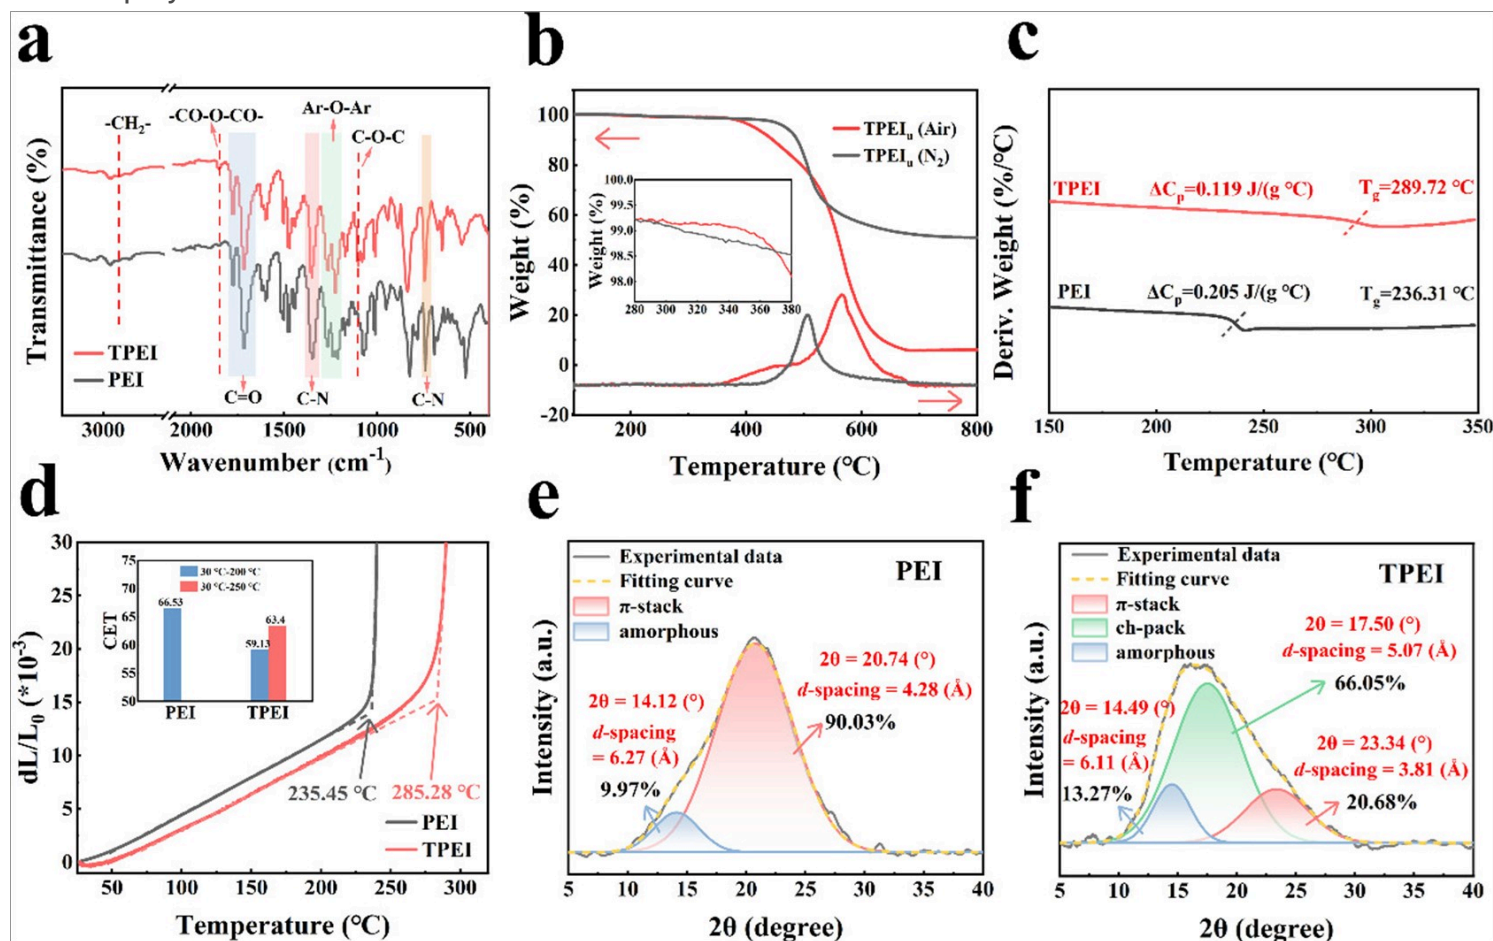 a
-CH2-
-CO-O-CO-
Ar-O-Ar
C-O-C
TPEI
PEI
C=O
C-N
C-N
Transmittance (%)
3000
2000
1500
1000
500
Wavenumber (cm-1)
b
100
80
60
40
20
0
-20
Weight (%)
TPEIu (Air)
TPEIu (N2)
100.0
99.6
99.2
99.0
98.5
98.0
Weight (%)
280
300
320
340
360
380
200
400
600
800
Temperature (°C)
c
Deriv. Weight (%/°C)
TPEI
ΔCp=0.119 J/(g °C)
Tg=289.72 °C
PEI
ΔCp=0.205 J/(g °C)
Tg=236.31 °C
150
200
250
300
350
Temperature (°C)
d
30
25
20
15
10
5
0
dL/L0 (*10-3)
75
70
65
60
55
50
CET
30 °C-200 °C
30 °C-250 °C
66.53
59.13
63.4
PEI
TPEI
235.45 °C
285.28 °C
PEI
TPEI
50
100
150
200
250
300
Temperature (°C)
e
Experimental data
Fitting curve
π-stack
amorphous
PEI
2θ = 20.74 (°)
d-spacing = 4.28 (Å)
90.03%
2θ = 14.12 (°)
d-spacing
= 6.27 (Å)
9.97%
Intensity (a.u.)
5
10
15
20
25
30
35
40
2θ (degree)
f
Experimental data
Fitting curve
π-stack
ch-pack
amorphous
TPEI
2θ = 17.50 (°)
d-spacing = 5.07 (Å)
66.05%
2θ = 14.49 (°)
d-spacing
= 6.11 (Å)
13.27%
2θ = 23.34 (°)
d-spacing = 3.81 (Å)
20.68%
Intensity (a.u.)
5
10
15
20
25
30
35
40
2θ (degree)